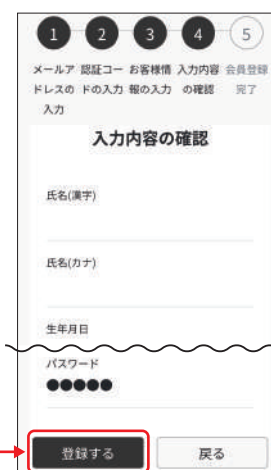 1 2 3 4 5
メールア 認証コー お客様情 入力内容 会員登録
ドレスの ドの入力 報の入力 の確認 完了
入力
入力内容の確認
氏名(漢字)
氏名(カナ)
生年月日
パスワード
●●●●●
登録する 戻る